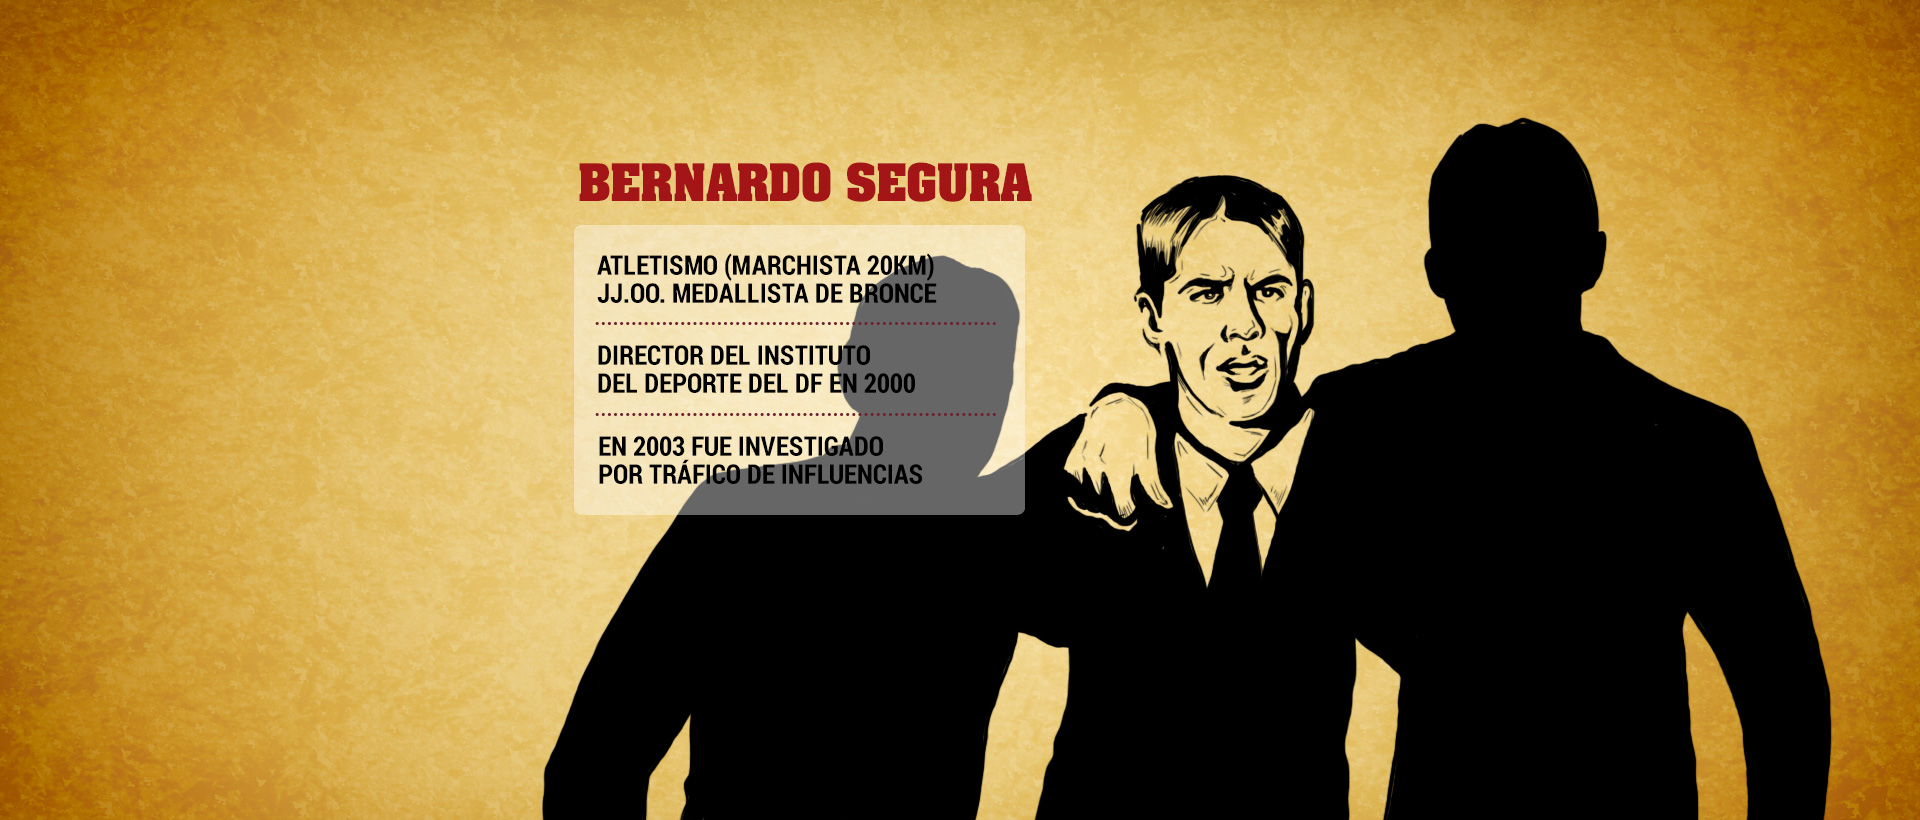 BERNARDO SEGURA
ATLETISMO (MARCHISTA 20KM)
JJ.OO. MEDALLISTA DE BRONCE
DIRECTOR DEL INSTITUTO
DEL DEPORTE DEL DF EN 2000
EN 2003 FUE INVESTIGADO
POR TRÁFICO DE INFLUENCIAS